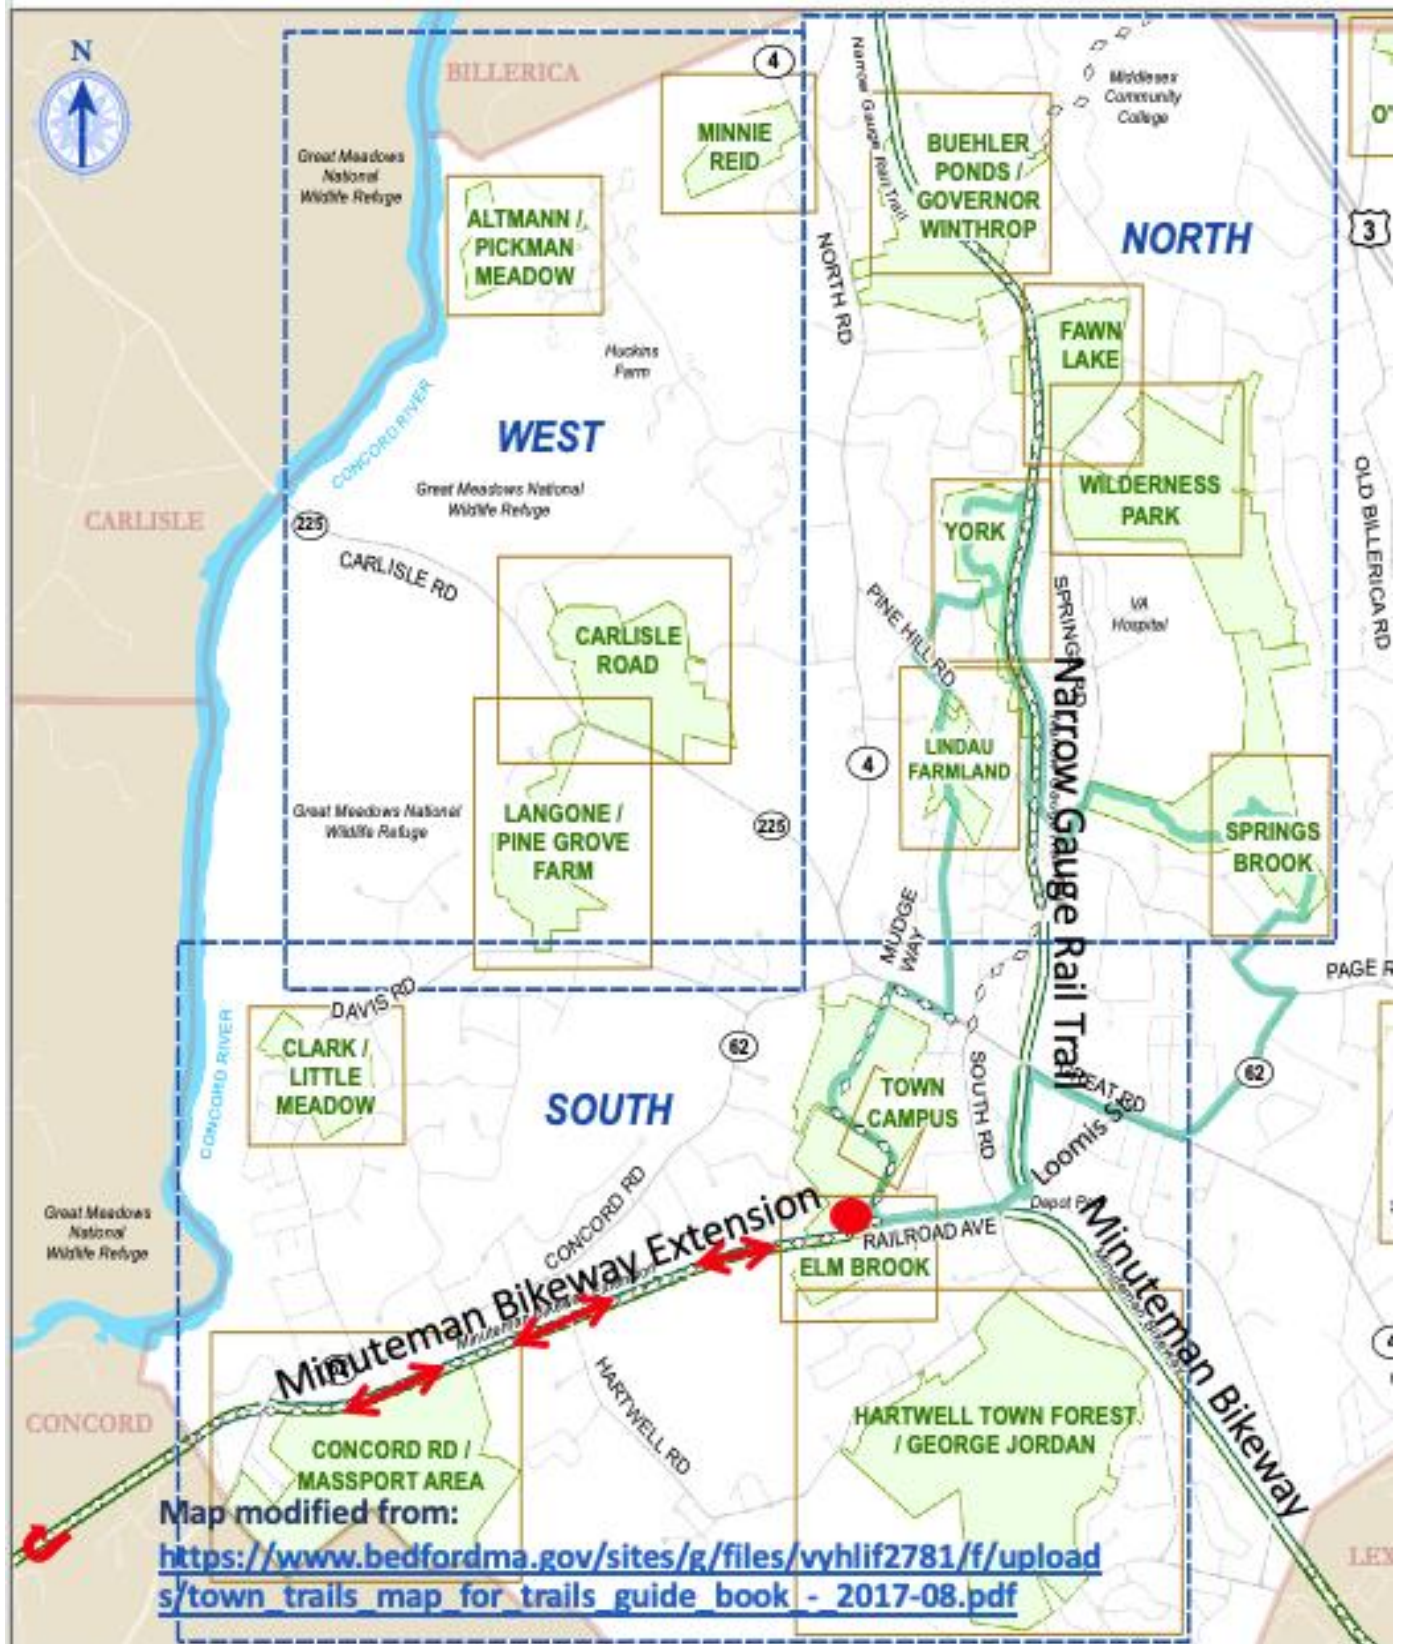 N
BILLERICA
4
Great Meadows
National
Wildlife Refuge
MINNIE
REID
Narrow Gauge Rail Trail
BUEHLER
PONDS /
GOVERNOR
WINTHROP
Middlesex
Community
College
NORTH
3
ALTMANN /
PICKMAN
MEADOW
NORTH RD
FAWN
LAKE
Huckins
Farm
CONCORD RIVER
WEST
Great Meadows National
Wildlife Refuge
CARLISLE
225
CARLISLE RD
WILDERNESS
PARK
OLD BILLERICA RD
YORK
PINE HILL RD
SPRINGS RD
VA
Hospital
CARLISLE
ROAD
Narrow Gauge Rail Trail
4
LINDAU
FARMLAND
Great Meadows National
Wildlife Refuge
LANGONE /
PINE GROVE
FARM
225
SPRINGS
BROOK
MUDGE
WAY
PAGE R
DAVIS RD
CONCORD RIVER
CLARK /
LITTLE
MEADOW
62
SOUTH
TOWN
CAMPUS
SOUTH RD
GREAT RD
62
Loomis St
Great Meadows
National
Wildlife Refuge
CONCORD RD
Minuteman Bikeway Extension
Depot
RAILROAD AVE
ELM BROOK
Minuteman Bikeway
HARTWELL RD
CONCORD
CONCORD RD /
MASSPORT AREA
HARTWELL TOWN FOREST
/ GEORGE JORDAN
LEX
Map modified from:
https://www.bedfordma.gov/sites/g/files/vyhlif2781/f/upload
s/town_trails_map_for_trails_guide_book_-_2017-08.pdf